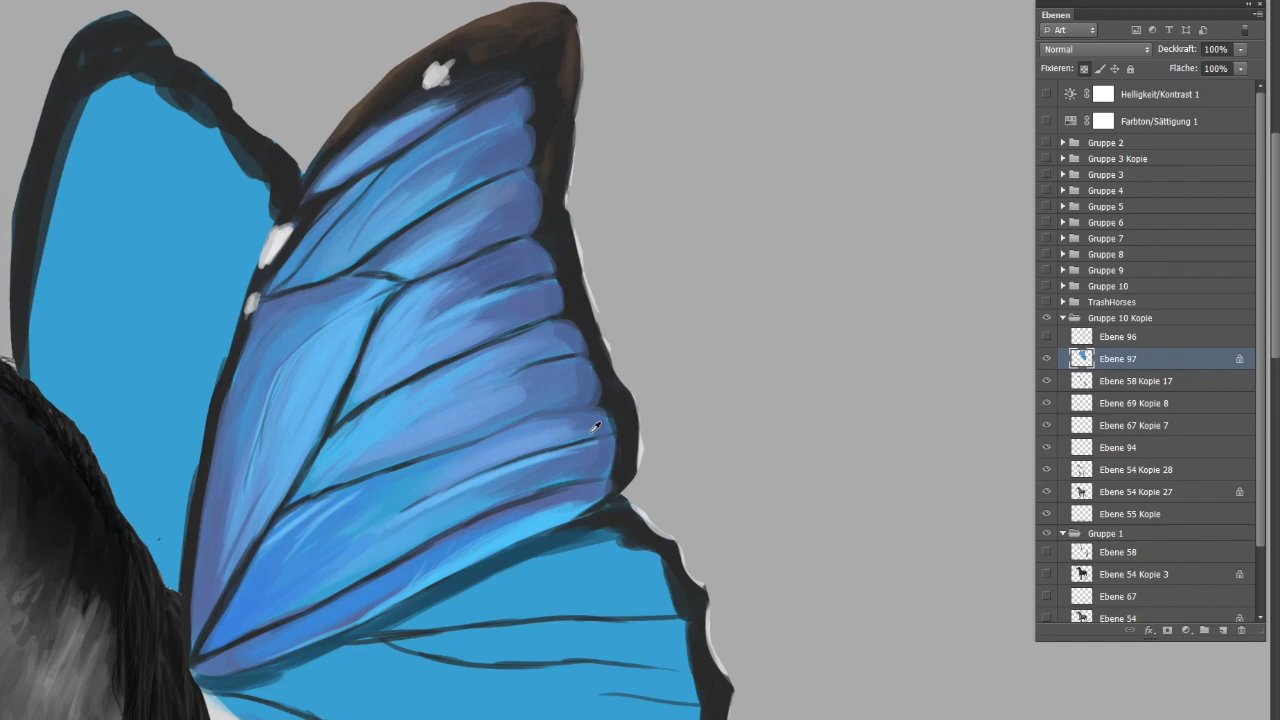 Ebenen
Art
Normal Deckkraft: 100%
Fixieren: Fläche: 100%
Helligkeit/Kontrast 1
Farbton/Sättigung 1
Gruppe 2
Gruppe 3 Kopie
Gruppe 3
Gruppe 4
Gruppe 5
Gruppe 6
Gruppe 7
Gruppe 8
Gruppe 9
Gruppe 10
TrashHorses
Gruppe 10 Kopie
Ebene 96
Ebene 97
Ebene 58 Kopie 17
Ebene 69 Kopie 8
Ebene 67 Kopie 7
Ebene 94
Ebene 54 Kopie 28
Ebene 54 Kopie 27
Ebene 55 Kopie
Gruppe 1
Ebene 58
Ebene 54 Kopie 3
Ebene 67
Ebene 54
fx